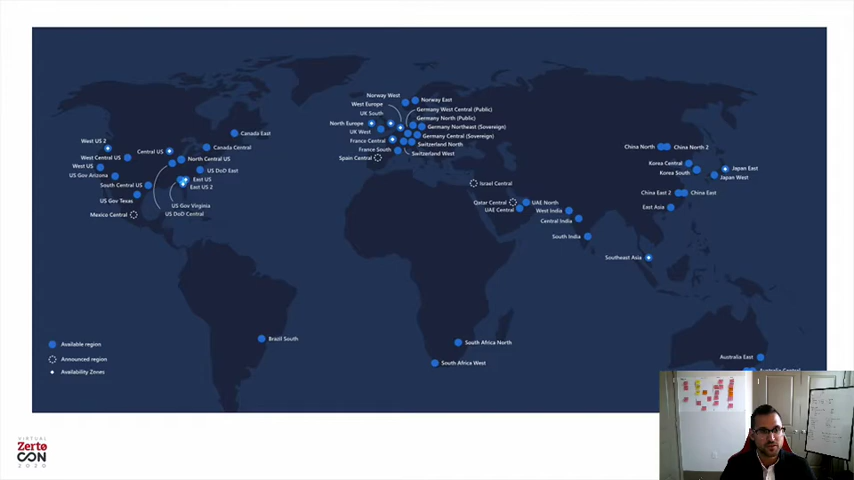 Norway West
Norway East
West Europe
Germany West Central (Public)
UK South
Germany North (Public)
North Europe
Germany Northeast (Sovereign)
UK West
Germany Central (Sovereign)
France Central
Switzerland North
France South
Switzerland West
Spain Central
Canada East
West US 2
Central US
Canada Central
West Central US
North Central US
West US
US DoD East
US Gov Arizona
East US
South Central US
East US 2
US Gov Texas
US Gov Virginia
Mexico Central
US DoD Central
China North
China North 2
Korea Central
Japan East
Korea South
Japan West
Israel Central
China East 2
China East
Qatar Central
UAE North
East Asia
UAE Central
West India
Central India
South India
Southeast Asia
Brazil South
South Africa North
South Africa West
Australia East
Australia Central
Available region
Announced region
Availability Zones
VIRTUAL
Zerto
CON
2020